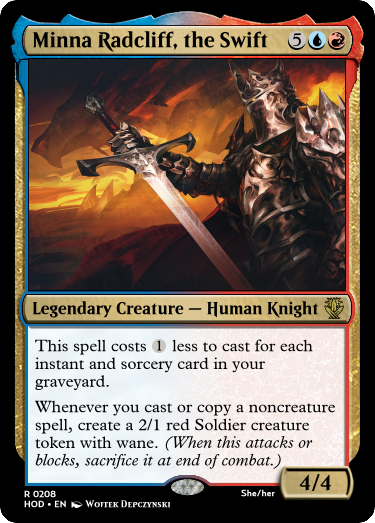 Minna Radcliff, the Swift 5
Legendary Creature — Human Knight
This spell costs 1 less to cast for each
instant and sorcery card in your
graveyard.
Whenever you cast or copy a noncreature
spell, create a 2/1 red Soldier creature
token with wane. (When this attacks or
blocks, sacrifice it at end of combat.)
4/4
R 0208
She/her
HOD • EN Wojtek Depczynski